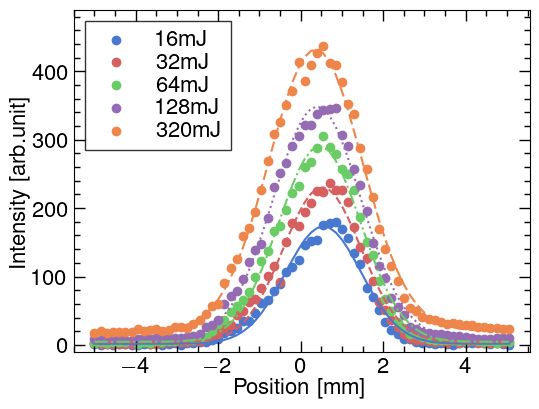 16mJ
32mJ
64mJ
128mJ
320mJ
Intensity [arb.unit]
400
300
200
100
0
−4 −2 0 2 4
Position [mm]